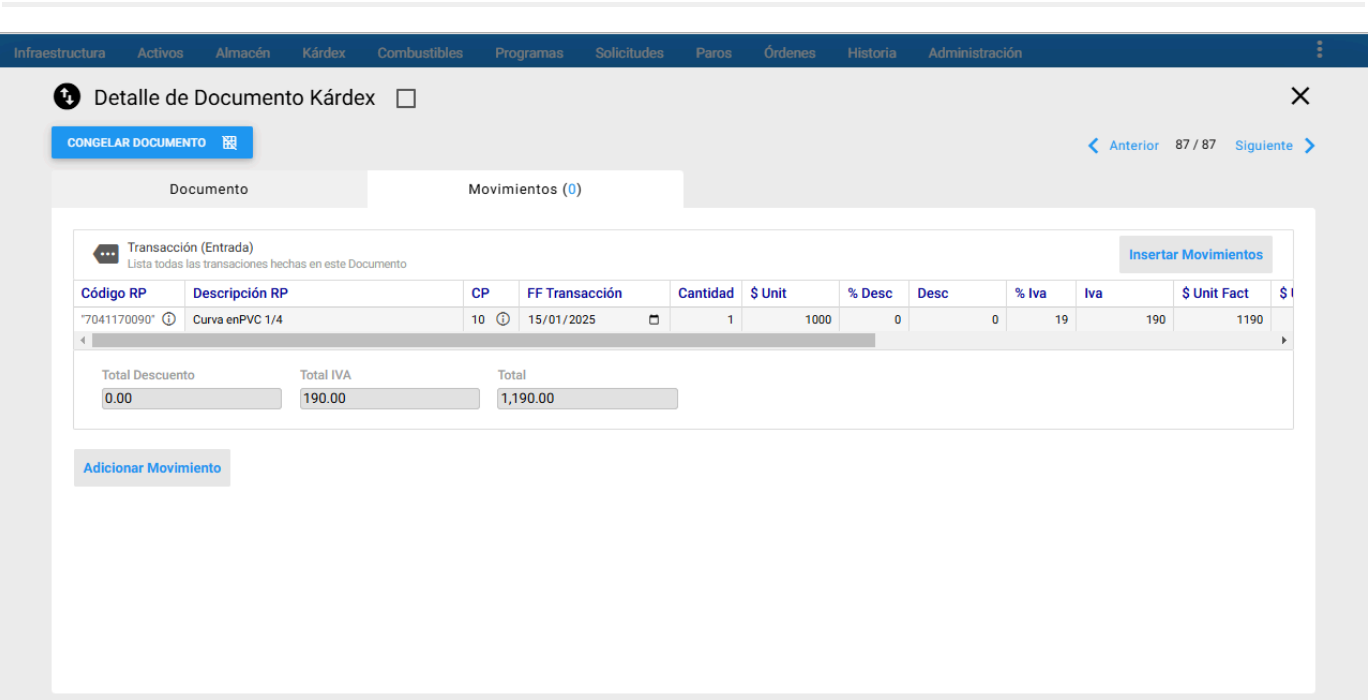 Infraestructura Activos Almacén Kárdex Combustibles Programas Solicitudes Paros Órdenes Historia Administración
Detalle de Documento Kárdex
CONGELAR DOCUMENTO
Anterior 87 / 87 Siguiente
Documento Movimientos (0)
Transacción (Entrada)
Lista todas las transaciones hechas en este Documento
Insertar Movimientos
Código RP Descripción RP CP FF Transacción Cantidad $ Unit % Desc Desc % Iva Iva $ Unit Fact $
"7041170090" Curva enPVC 1/4 10 15/01/2025 1 1000 0 0 19 190 1190
Total Descuento Total IVA Total
0.00 190.00 1,190.00
Adicionar Movimiento